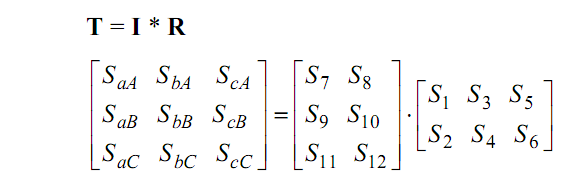 T = I * R
[S_aA S_bA S_cA] [S_7 S_8]
[S_aB S_bB S_cB] = [S_9 S_10] · [S_1 S_3 S_5]
[S_aC S_bC S_cC] [S_11 S_12] [S_2 S_4 S_6]